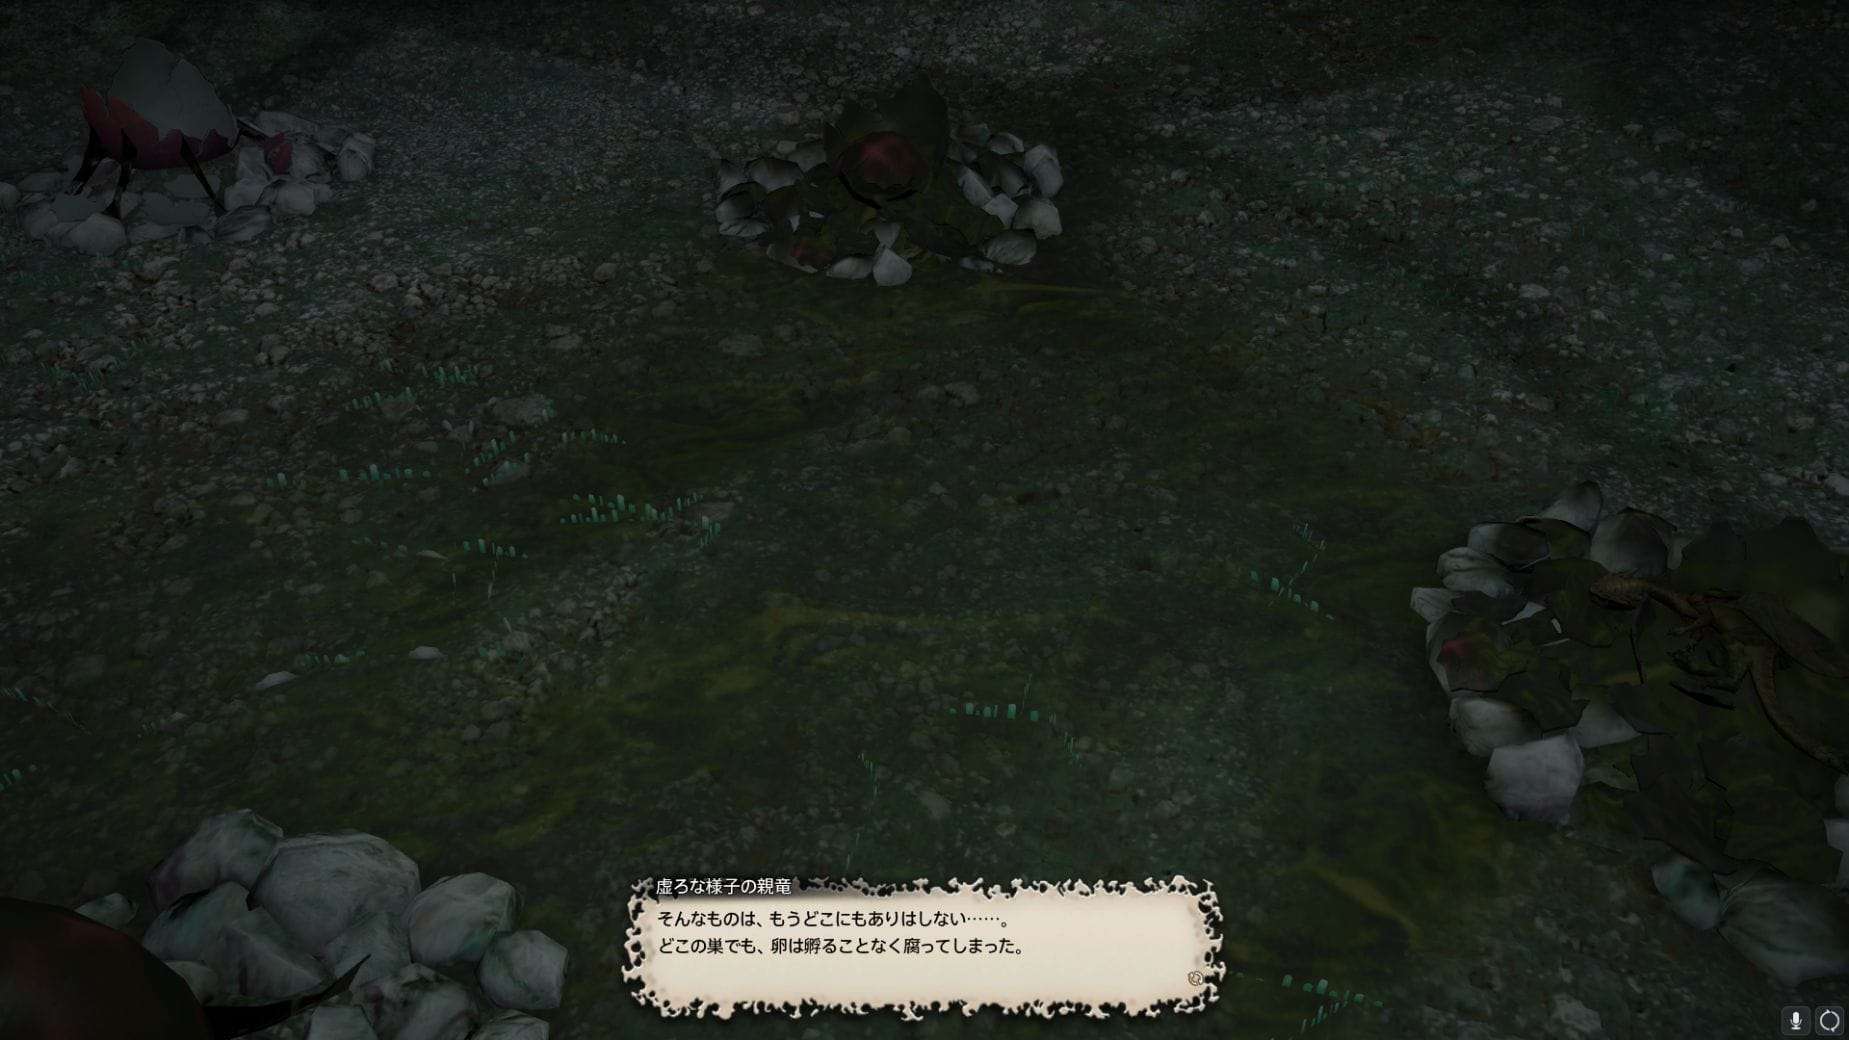 虚ろな様子の親竜
そんなものは、もうどこにもありはしない……。
どこの巣でも、卵は孵ることなく腐ってしまった。